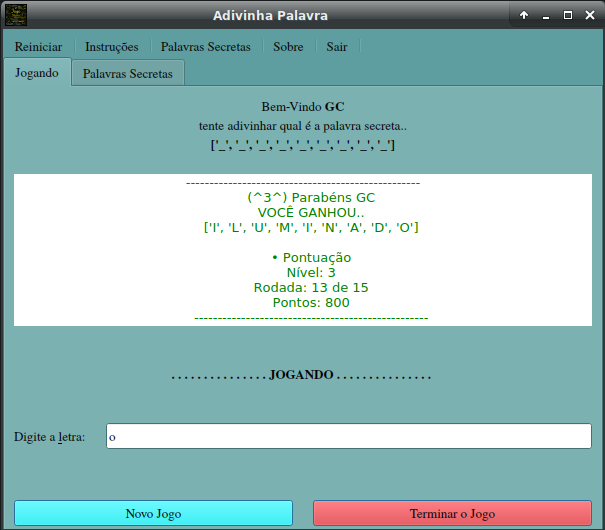 Adivinha Palavra
Reiniciar Instruções Palavras Secretas Sobre Sair
Jogando Palavras Secretas
Bem-Vindo GC
tente adivinhar qual é a palavra secreta..
['_', '_', '_', '_', '_', '_', '_', '_', '_']
--------------------------------------------------
(^3^) Parabéns GC
VOCÊ GANHOU..
['I', 'L', 'U', 'M', 'I', 'N', 'A', 'D', 'O']
• Pontuação
Nível: 3
Rodada: 13 de 15
Pontos: 800
--------------------------------------------------
. . . . . . . . . . . . . . . JOGANDO . . . . . . . . . . . . . . .
Digite a letra: o
Novo Jogo Terminar o Jogo